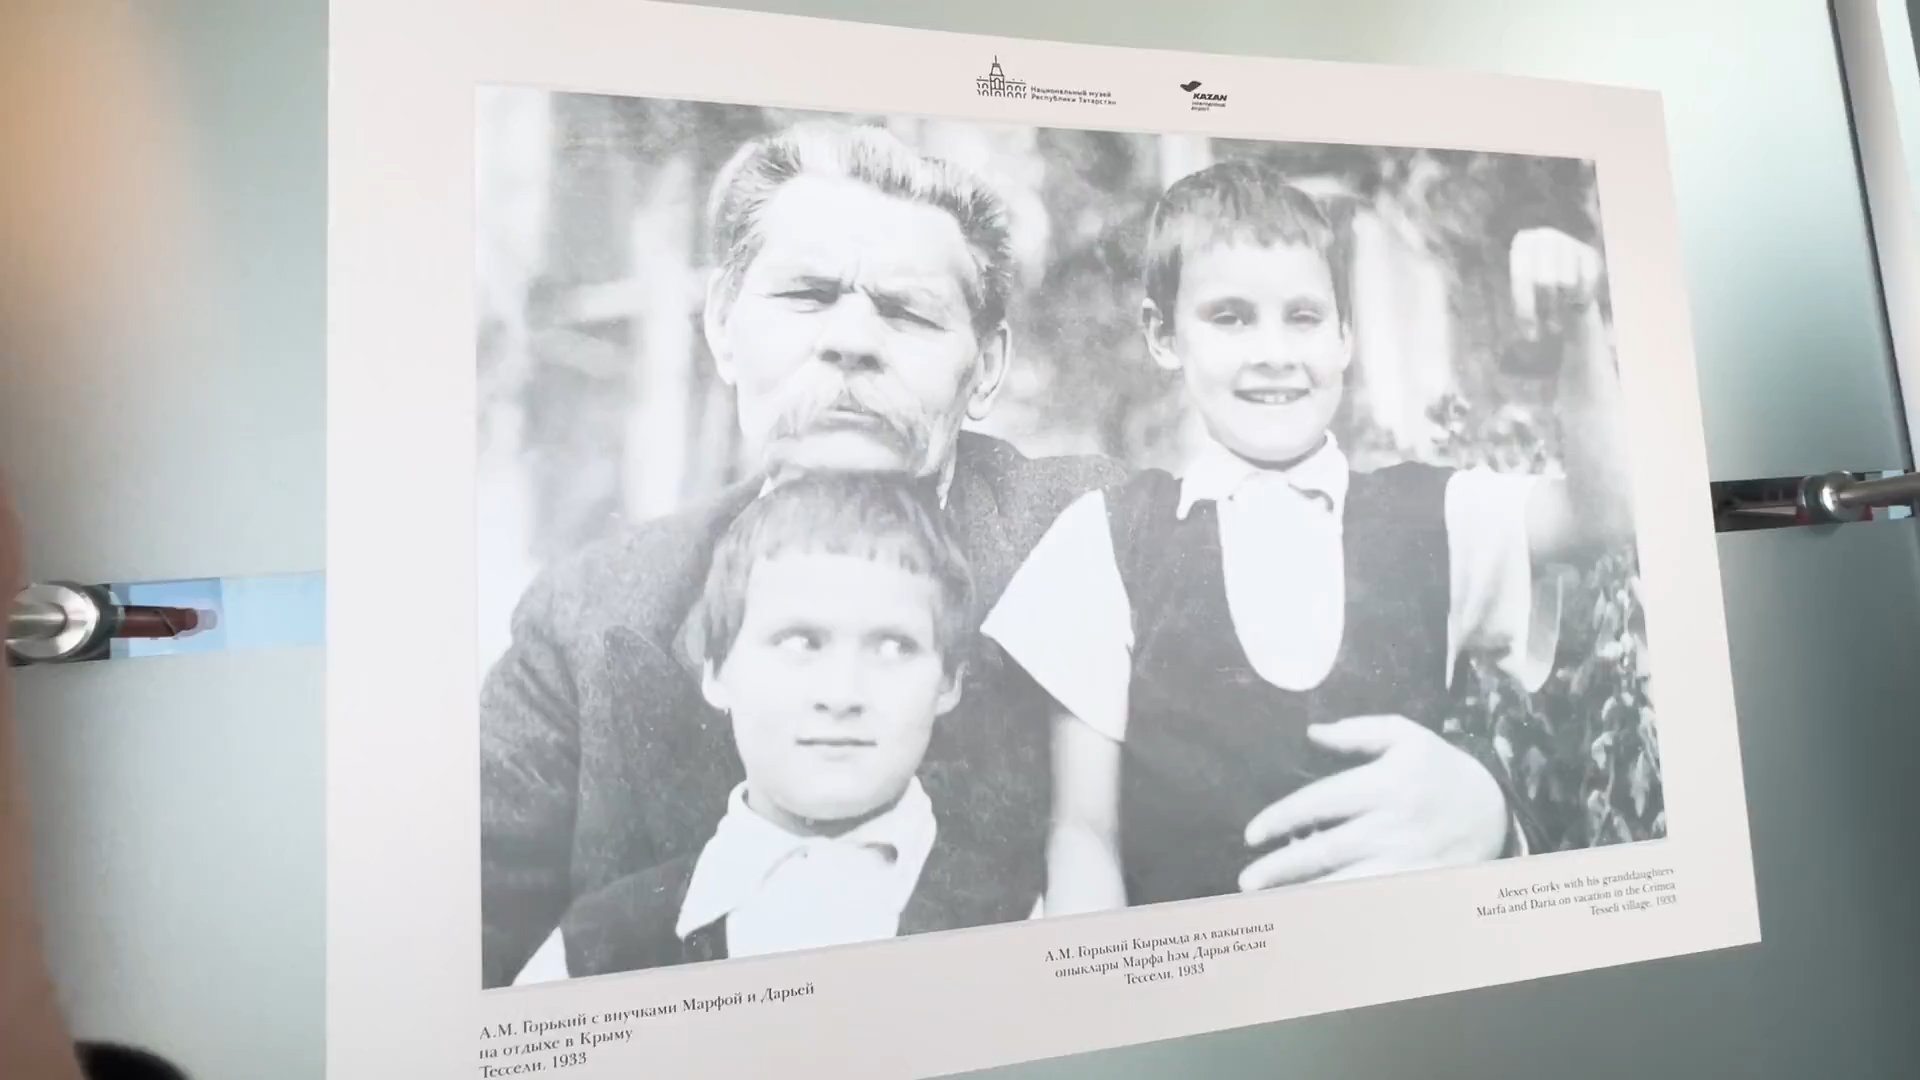 Национальный музей
Республики Татарстан
KAZAN
А.М. Горький с внучками Марфой и Дарьей
на отдыхе в Крыму
Тессели. 1933
А.М. Горький Кырымда ял вакытында
оныклары Марфа һәм Дарья белән
Тессели. 1933
Alexey Gorky with his granddaughters
Marfa and Daria on vacation in the Crimea
Tesseli village. 1933